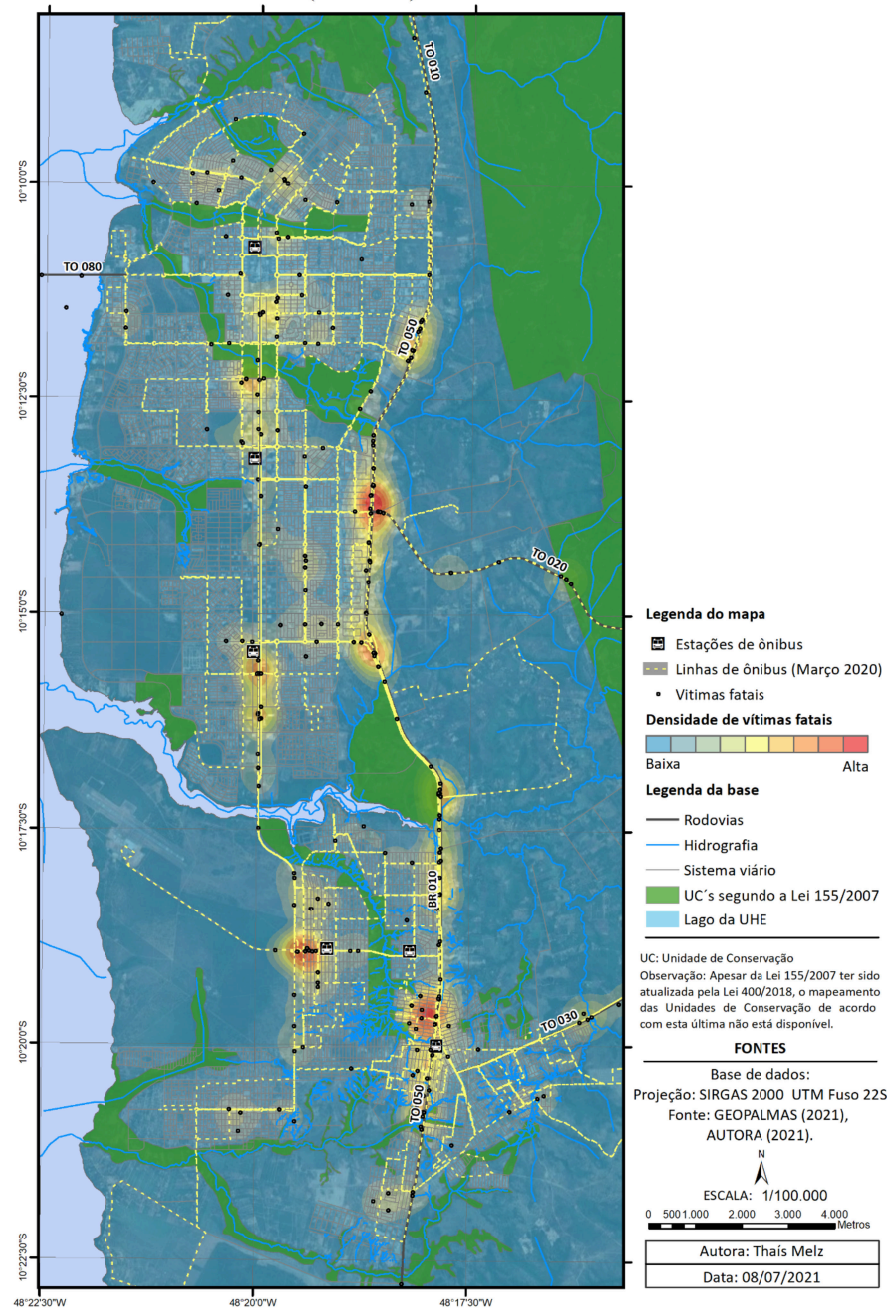 TO 010
10°10'0"S
TO 080
TO 050
10°12'30"S
TO 020
10°15'0"S
10°17'30"S
BR 010
10°20'0"S
TO 030
TO 050
10°22'30"S
48°22'30"W
48°20'0"W
48°17'30"W
Legenda do mapa
Estações de ônibus
Linhas de ônibus (Março 2020)
Vitimas fatais
Densidade de vítimas fatais
Baixa
Alta
Legenda da base
Rodovias
Hidrografia
Sistema viário
UC´s segundo a Lei 155/2007
Lago da UHE
UC: Unidade de Conservação
Observação: Apesar da Lei 155/2007 ter sido
atualizada pela Lei 400/2018, o mapeamento
das Unidades de Conservação de acordo
com esta última não está disponível.
FONTES
Base de dados:
Projeção: SIRGAS 2000 UTM Fuso 22S
Fonte: GEOPALMAS (2021),
AUTORA (2021).
N
ESCALA: 1/100.000
0 500 1.000 2.000 3.000 4.000
Metros
Autora: Thaís Melz
Data: 08/07/2021